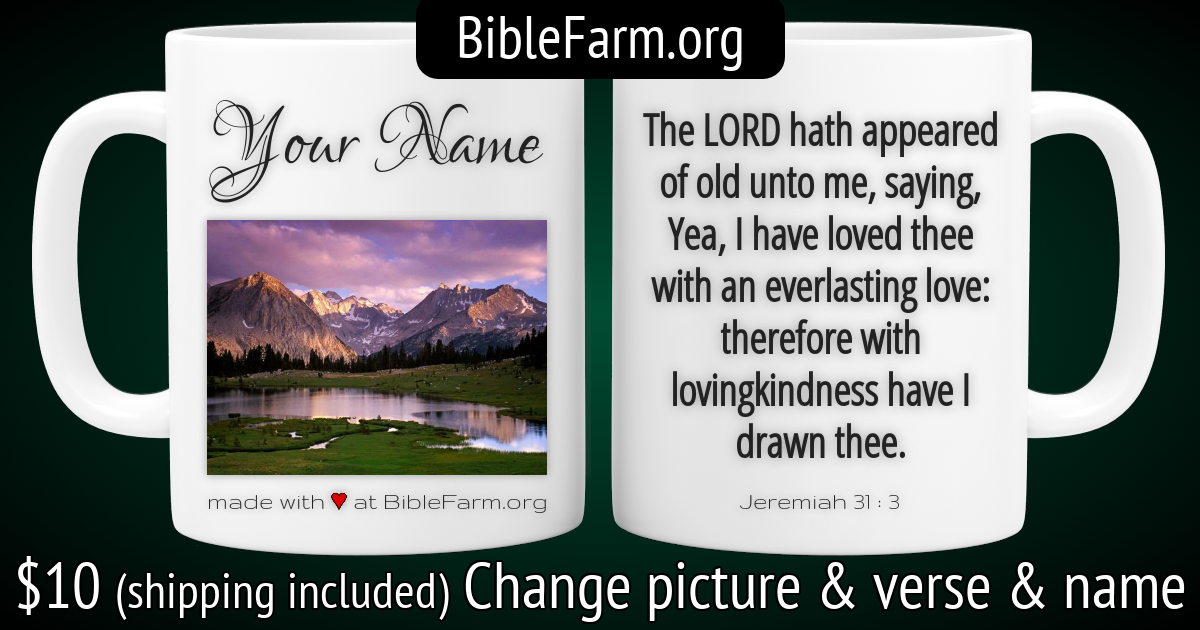 BibleFarm.org
Your Name
made with ♥ at BibleFarm.org
The LORD hath appeared
of old unto me, saying,
Yea, I have loved thee
with an everlasting love:
therefore with
lovingkindness have I
drawn thee.
Jeremiah 31 : 3
$10 (shipping included) Change picture & verse & name